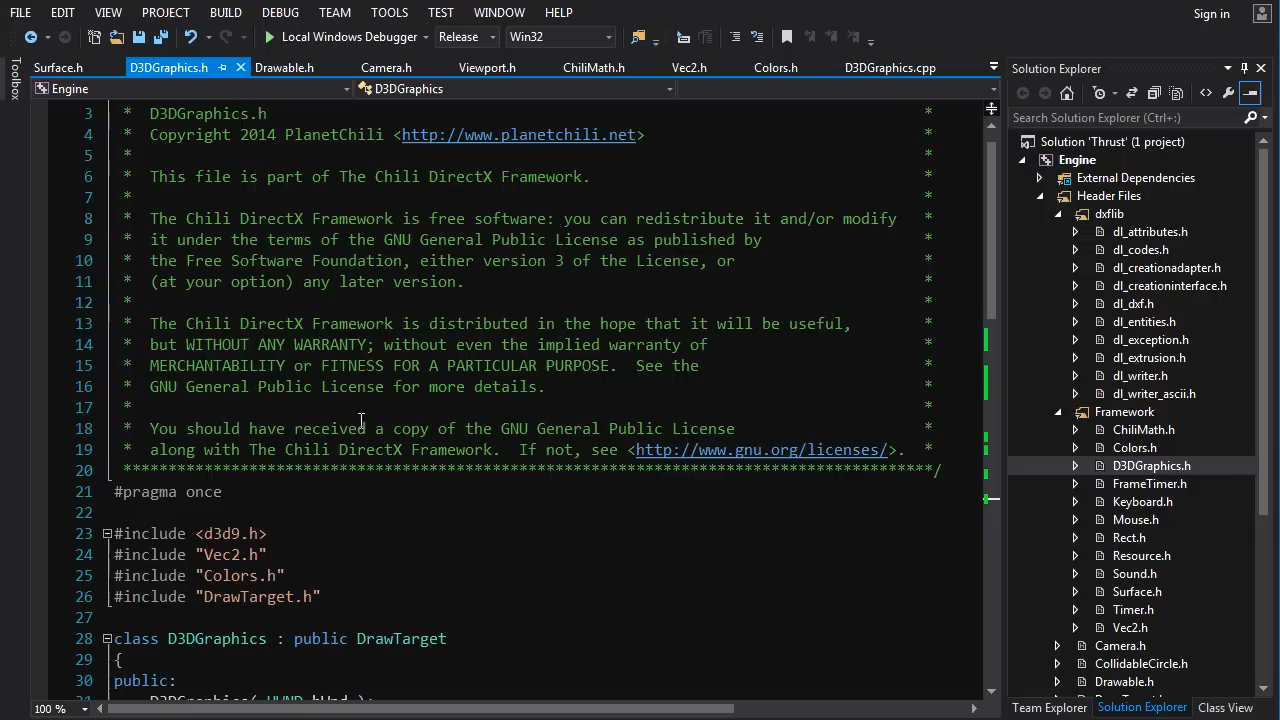 FILE EDIT VIEW PROJECT BUILD DEBUG TEAM TOOLS TEST WINDOW HELP Sign in
Local Windows Debugger Release Win32
Toolbox
Surface.h D3DGraphics.h Drawable.h Camera.h Viewport.h ChiliMath.h Vec2.h Colors.h D3DGraphics.cpp
Engine D3DGraphics
3 * D3DGraphics.h *
4 * Copyright 2014 PlanetChili <http://www.planetchili.net> *
5 * *
6 * This file is part of The Chili DirectX Framework. *
7 * *
8 * The Chili DirectX Framework is free software: you can redistribute it and/or modify *
9 * it under the terms of the GNU General Public License as published by *
10 * the Free Software Foundation, either version 3 of the License, or *
11 * (at your option) any later version. *
12 * *
13 * The Chili DirectX Framework is distributed in the hope that it will be useful, *
14 * but WITHOUT ANY WARRANTY; without even the implied warranty of *
15 * MERCHANTABILITY or FITNESS FOR A PARTICULAR PURPOSE. See the *
16 * GNU General Public License for more details. *
17 * *
18 * You should have received a copy of the GNU General Public License *
19 * along with The Chili DirectX Framework. If not, see <http://www.gnu.org/licenses/>. *
20 ******************************************************************************************/
21 #pragma once
22
23 #include <d3d9.h>
24 #include "Vec2.h"
25 #include "Colors.h"
26 #include "DrawTarget.h"
27
28 class D3DGraphics : public DrawTarget
29 {
30 public:
31 D3DGraphics( HWND hWnd );
100 %
Solution Explorer
Search Solution Explorer (Ctrl+;)
Solution 'Thrust' (1 project)
Engine
External Dependencies
Header Files
dxflib
dl_attributes.h
dl_codes.h
dl_creationadapter.h
dl_creationinterface.h
dl_dxf.h
dl_entities.h
dl_exception.h
dl_extrusion.h
dl_writer.h
dl_writer_ascii.h
Framework
ChiliMath.h
Colors.h
D3DGraphics.h
FrameTimer.h
Keyboard.h
Mouse.h
Rect.h
Resource.h
Sound.h
Surface.h
Timer.h
Vec2.h
Camera.h
CollidableCircle.h
Drawable.h
Team Explorer Solution Explorer Class View